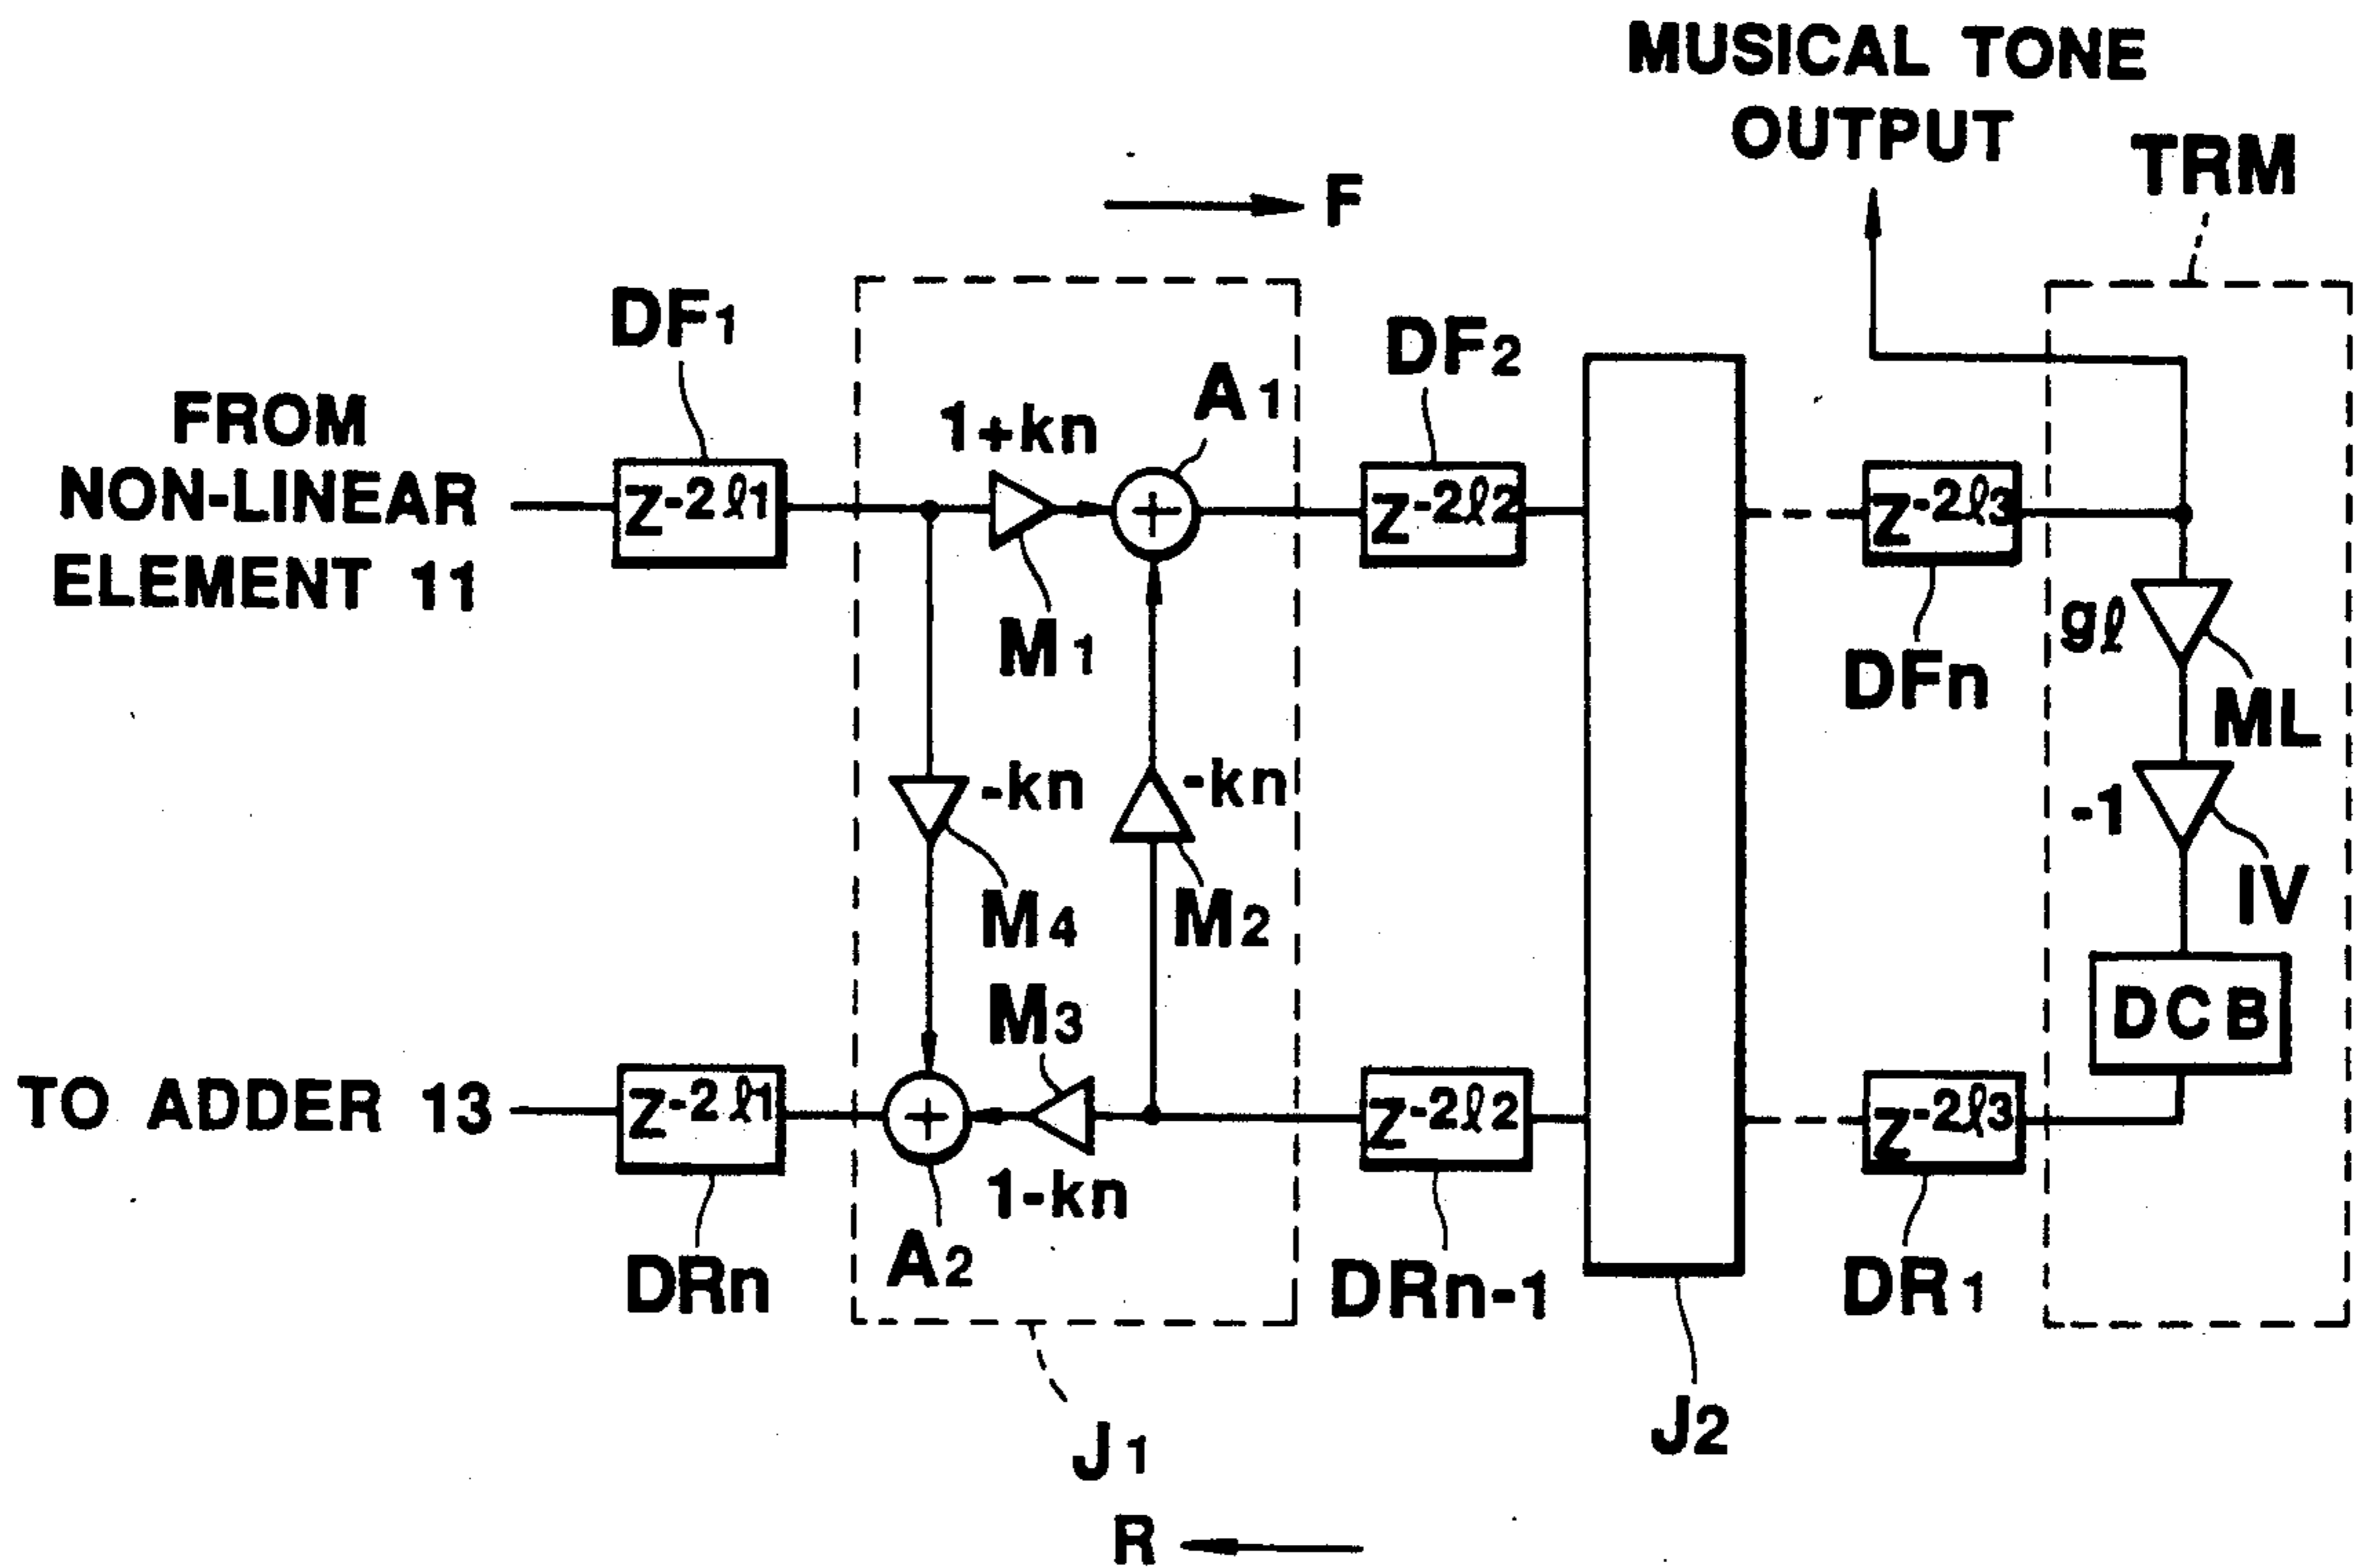 MUSICAL TONE
OUTPUT
TRM
F
DF1
DF2
A1
1+kn
FROM
NON-LINEAR
ELEMENT 11
Z-2ℓ1
Z-2ℓ2
Z-2ℓ3
gℓ
M1
DFn
ML
-kn
-kn
-1
M4
M2
IV
M3
DCB
TO ADDER 13
Z-2ℓ1
Z-2ℓ2
Z-2ℓ3
1-kn
A2
DRn
DRn-1
DR1
J1
J2
R